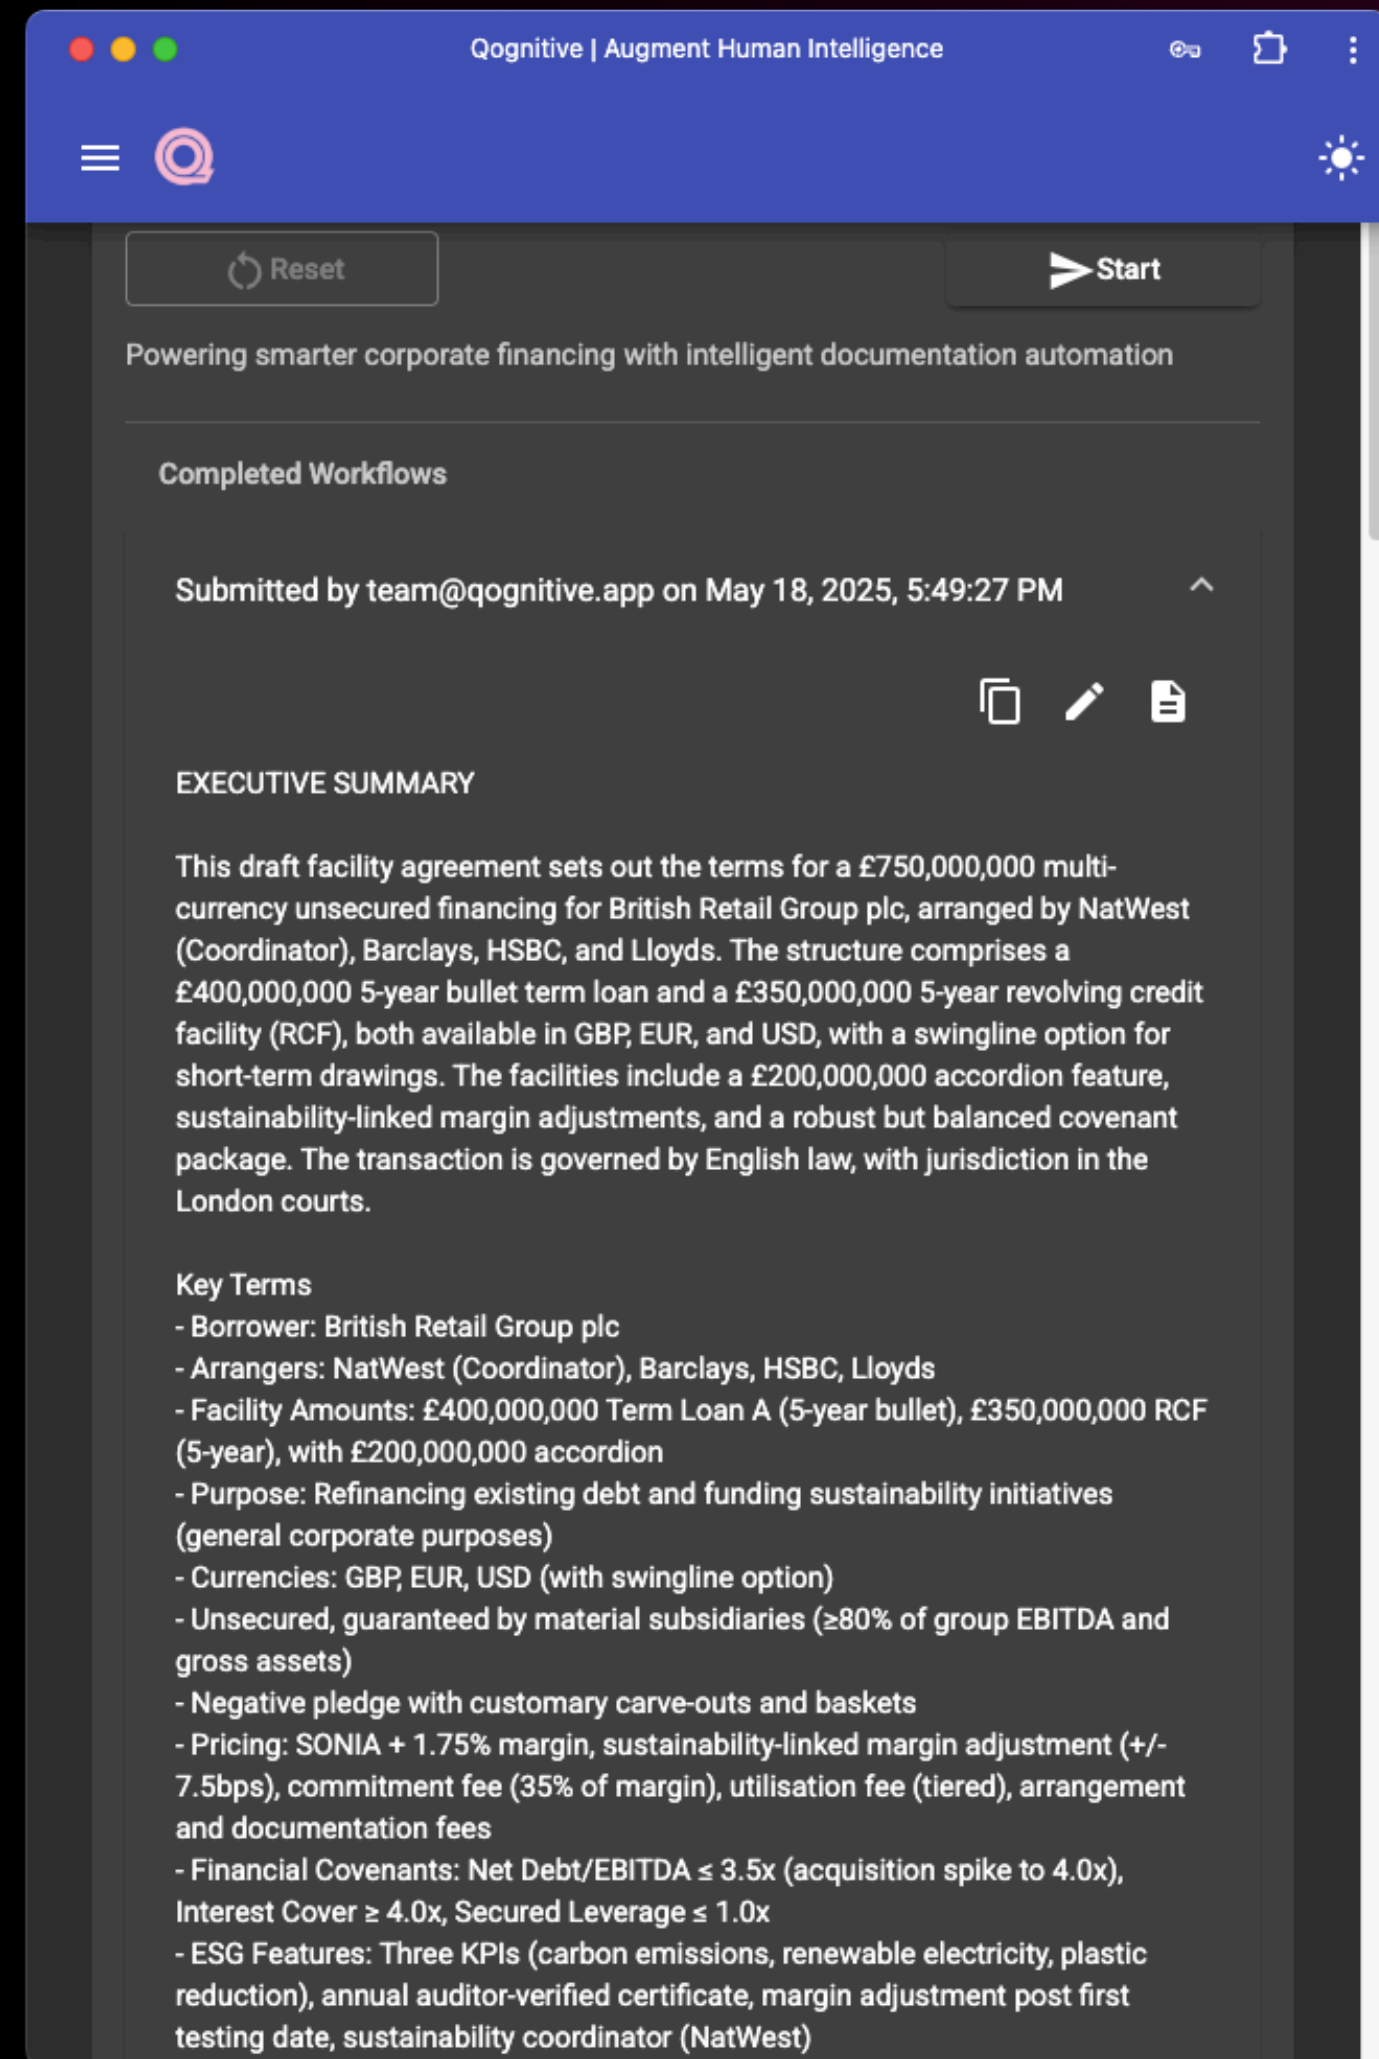 Qognitive | Augment Human Intelligence
Reset
Start
Powering smarter corporate financing with intelligent documentation automation
Completed Workflows
Submitted by team@qognitive.app on May 18, 2025, 5:49:27 PM
EXECUTIVE SUMMARY
This draft facility agreement sets out the terms for a £750,000,000 multi-
currency unsecured financing for British Retail Group plc, arranged by NatWest
(Coordinator), Barclays, HSBC, and Lloyds. The structure comprises a
£400,000,000 5-year bullet term loan and a £350,000,000 5-year revolving credit
facility (RCF), both available in GBP, EUR, and USD, with a swingline option for
short-term drawings. The facilities include a £200,000,000 accordion feature,
sustainability-linked margin adjustments, and a robust but balanced covenant
package. The transaction is governed by English law, with jurisdiction in the
London courts.
Key Terms
- Borrower: British Retail Group plc
- Arrangers: NatWest (Coordinator), Barclays, HSBC, Lloyds
- Facility Amounts: £400,000,000 Term Loan A (5-year bullet), £350,000,000 RCF
(5-year), with £200,000,000 accordion
- Purpose: Refinancing existing debt and funding sustainability initiatives
(general corporate purposes)
- Currencies: GBP, EUR, USD (with swingline option)
- Unsecured, guaranteed by material subsidiaries (≥80% of group EBITDA and
gross assets)
- Negative pledge with customary carve-outs and baskets
- Pricing: SONIA + 1.75% margin, sustainability-linked margin adjustment (+/-
7.5bps), commitment fee (35% of margin), utilisation fee (tiered), arrangement
and documentation fees
- Financial Covenants: Net Debt/EBITDA ≤ 3.5x (acquisition spike to 4.0x),
Interest Cover ≥ 4.0x, Secured Leverage ≤ 1.0x
- ESG Features: Three KPIs (carbon emissions, renewable electricity, plastic
reduction), annual auditor-verified certificate, margin adjustment post first
testing date, sustainability coordinator (NatWest)